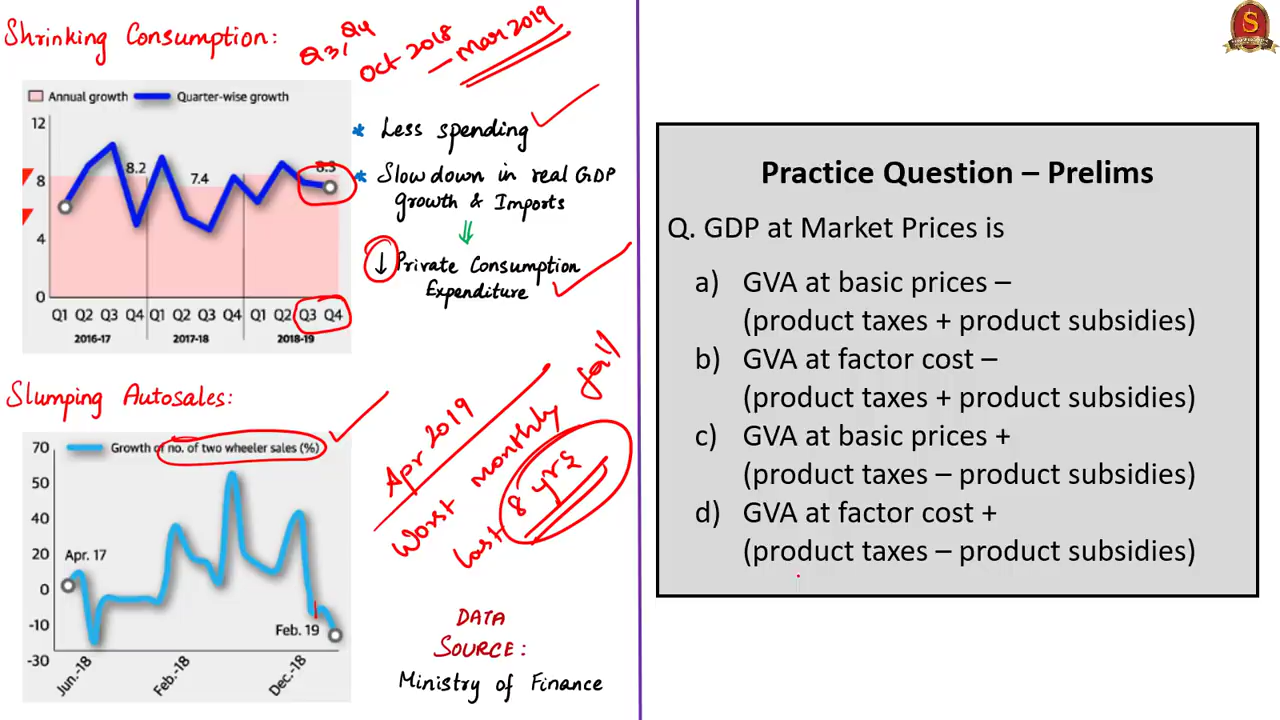 Shrinking Consumption:
Q3, Q4
Oct 2018 – Mar 2019
Annual growth Quarter-wise growth
12
8
4
0
8.2
7.4
8.3
Q1 Q2 Q3 Q4 Q1 Q2 Q3 Q4 Q1 Q2 Q3 Q4
2016-17 2017-18 2018-19
* Less spending
* Slow down in real GDP
growth & Imports
↓ Private Consumption
Expenditure
Slumping Autosales:
Growth of no. of two wheeler sales (%)
70
50
40
20
0
-10
-30
Apr. 17
Feb. 19
Jun.-18 Feb.-18 Dec.-18
Apr 2019
Worst monthly fall
last 8 yrs
DATA
SOURCE:
Ministry of Finance
S
Practice Question – Prelims
Q. GDP at Market Prices is
a) GVA at basic prices –
(product taxes + product subsidies)
b) GVA at factor cost –
(product taxes + product subsidies)
c) GVA at basic prices +
(product taxes – product subsidies)
d) GVA at factor cost +
(product taxes – product subsidies)